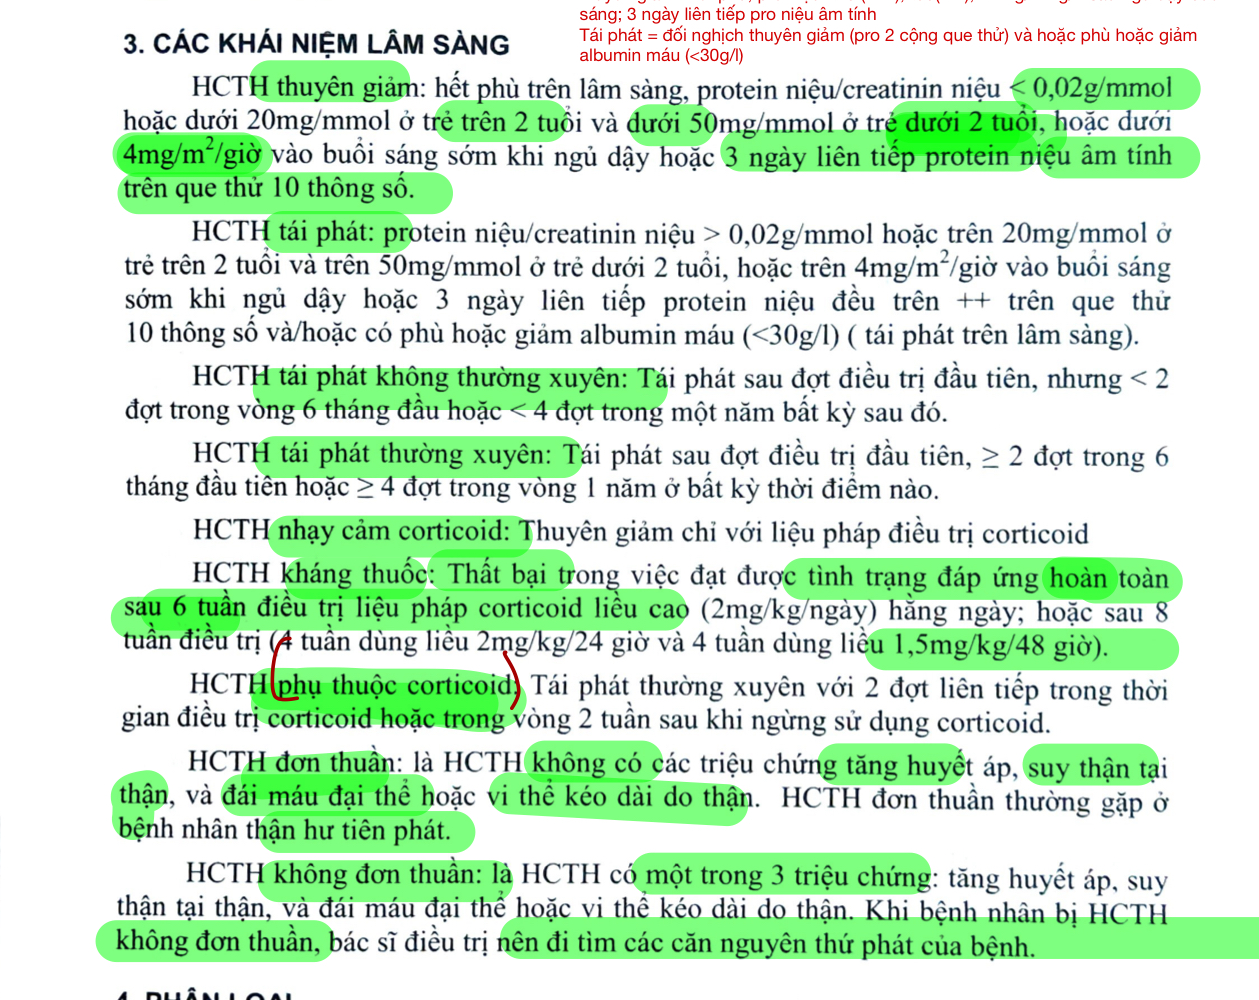 sáng; 3 ngày liên tiếp pro niệu âm tính
Tái phát = đối nghịch thuyên giảm (pro 2 cộng que thử) và hoặc phù hoặc giảm
albumin máu (<30g/l)
3. CÁC KHÁI NIỆM LÂM SÀNG
HCTH thuyên giảm: hết phù trên lâm sàng, protein niệu/creatinin niệu < 0,02g/mmol
hoặc dưới 20mg/mmol ở trẻ trên 2 tuổi và dưới 50mg/mmol ở trẻ dưới 2 tuổi, hoặc dưới
4mg/m²/giờ vào buổi sáng sớm khi ngủ dậy hoặc 3 ngày liên tiếp protein niệu âm tính
trên que thử 10 thông số.
HCTH tái phát: protein niệu/creatinin niệu > 0,02g/mmol hoặc trên 20mg/mmol ở
trẻ trên 2 tuổi và trên 50mg/mmol ở trẻ dưới 2 tuổi, hoặc trên 4mg/m²/giờ vào buổi sáng
sớm khi ngủ dậy hoặc 3 ngày liên tiếp protein niệu đều trên ++ trên que thử
10 thông số và/hoặc có phù hoặc giảm albumin máu (<30g/l) ( tái phát trên lâm sàng).
HCTH tái phát không thường xuyên: Tái phát sau đợt điều trị đầu tiên, nhưng < 2
đợt trong vòng 6 tháng đầu hoặc < 4 đợt trong một năm bất kỳ sau đó.
HCTH tái phát thường xuyên: Tái phát sau đợt điều trị đầu tiên, ≥ 2 đợt trong 6
tháng đầu tiên hoặc ≥ 4 đợt trong vòng 1 năm ở bất kỳ thời điểm nào.
HCTH nhạy cảm corticoid: Thuyên giảm chỉ với liệu pháp điều trị corticoid
HCTH kháng thuốc: Thất bại trong việc đạt được tình trạng đáp ứng hoàn toàn
sau 6 tuần điều trị liệu pháp corticoid liều cao (2mg/kg/ngày) hằng ngày; hoặc sau 8
tuần điều trị (4 tuần dùng liều 2mg/kg/24 giờ và 4 tuần dùng liều 1,5mg/kg/48 giờ).
HCTH phụ thuộc corticoid: Tái phát thường xuyên với 2 đợt liên tiếp trong thời
gian điều trị corticoid hoặc trong vòng 2 tuần sau khi ngừng sử dụng corticoid.
HCTH đơn thuần: là HCTH không có các triệu chứng tăng huyết áp, suy thận tại
thận, và đái máu đại thể hoặc vi thể kéo dài do thận. HCTH đơn thuần thường gặp ở
bệnh nhân thận hư tiên phát.
HCTH không đơn thuần: là HCTH có một trong 3 triệu chứng: tăng huyết áp, suy
thận tại thận, và đái máu đại thể hoặc vi thể kéo dài do thận. Khi bệnh nhân bị HCTH
không đơn thuần, bác sĩ điều trị nên đi tìm các căn nguyên thứ phát của bệnh.
4. PHÂN LOẠI